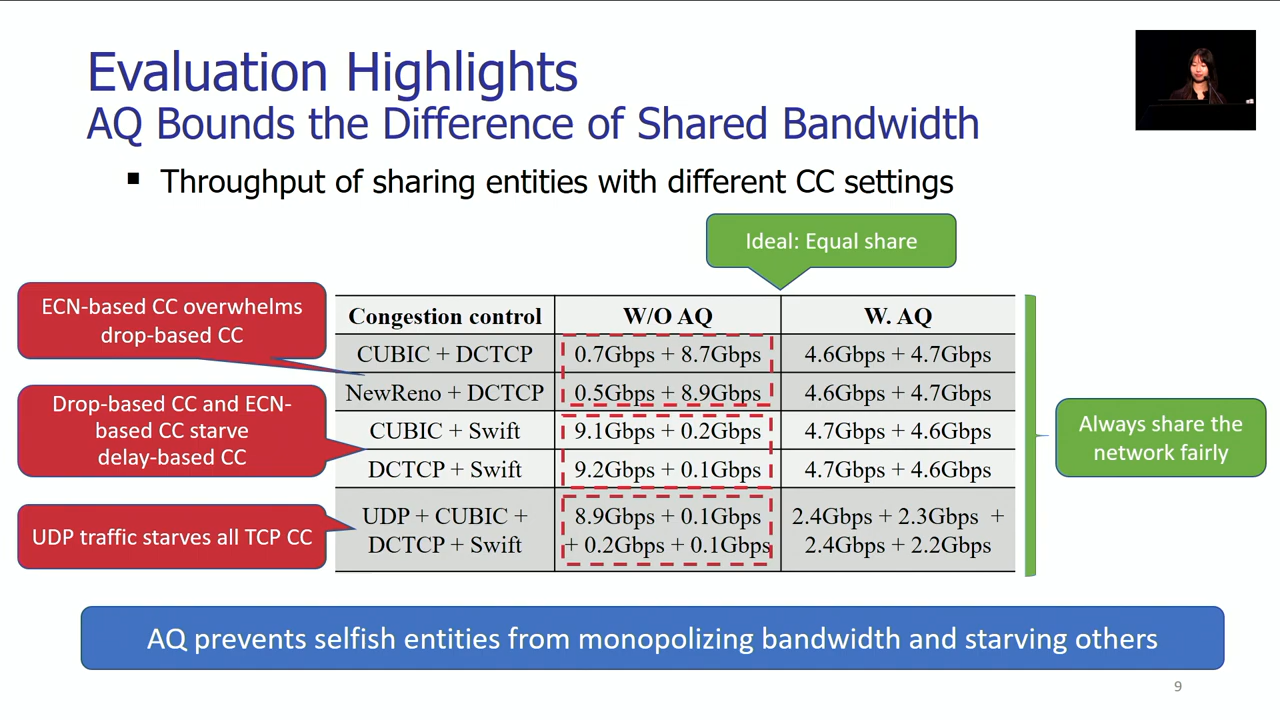 Evaluation Highlights
AQ Bounds the Difference of Shared Bandwidth
▪ Throughput of sharing entities with different CC settings
Ideal: Equal share
ECN-based CC overwhelms
drop-based CC
Drop-based CC and ECN-
based CC starve
delay-based CC
UDP traffic starves all TCP CC
Congestion control W/O AQ W. AQ
CUBIC + DCTCP 0.7Gbps + 8.7Gbps 4.6Gbps + 4.7Gbps
NewReno + DCTCP 0.5Gbps + 8.9Gbps 4.6Gbps + 4.7Gbps
CUBIC + Swift 9.1Gbps + 0.2Gbps 4.7Gbps + 4.6Gbps
DCTCP + Swift 9.2Gbps + 0.1Gbps 4.7Gbps + 4.6Gbps
UDP + CUBIC + 8.9Gbps + 0.1Gbps 2.4Gbps + 2.3Gbps +
DCTCP + Swift + 0.2Gbps + 0.1Gbps 2.4Gbps + 2.2Gbps
Always share the
network fairly
AQ prevents selfish entities from monopolizing bandwidth and starving others
9